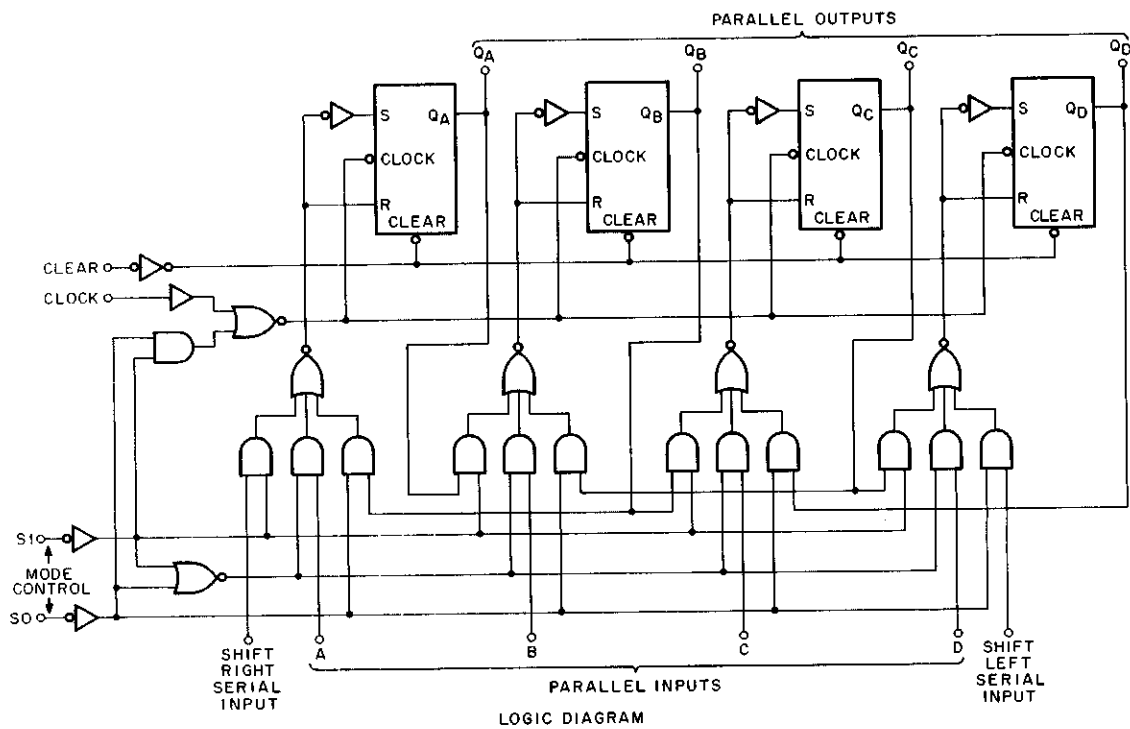 PARALLEL OUTPUTS
QA QB QC QD
S QA
CLOCK
R
CLEAR
S QB
CLOCK
R
CLEAR
S QC
CLOCK
R
CLEAR
S QD
CLOCK
R
CLEAR
CLEAR
CLOCK
S1
MODE
CONTROL
S0
SHIFT
RIGHT
SERIAL
INPUT
A B C D
SHIFT
LEFT
SERIAL
INPUT
PARALLEL INPUTS
LOGIC DIAGRAM